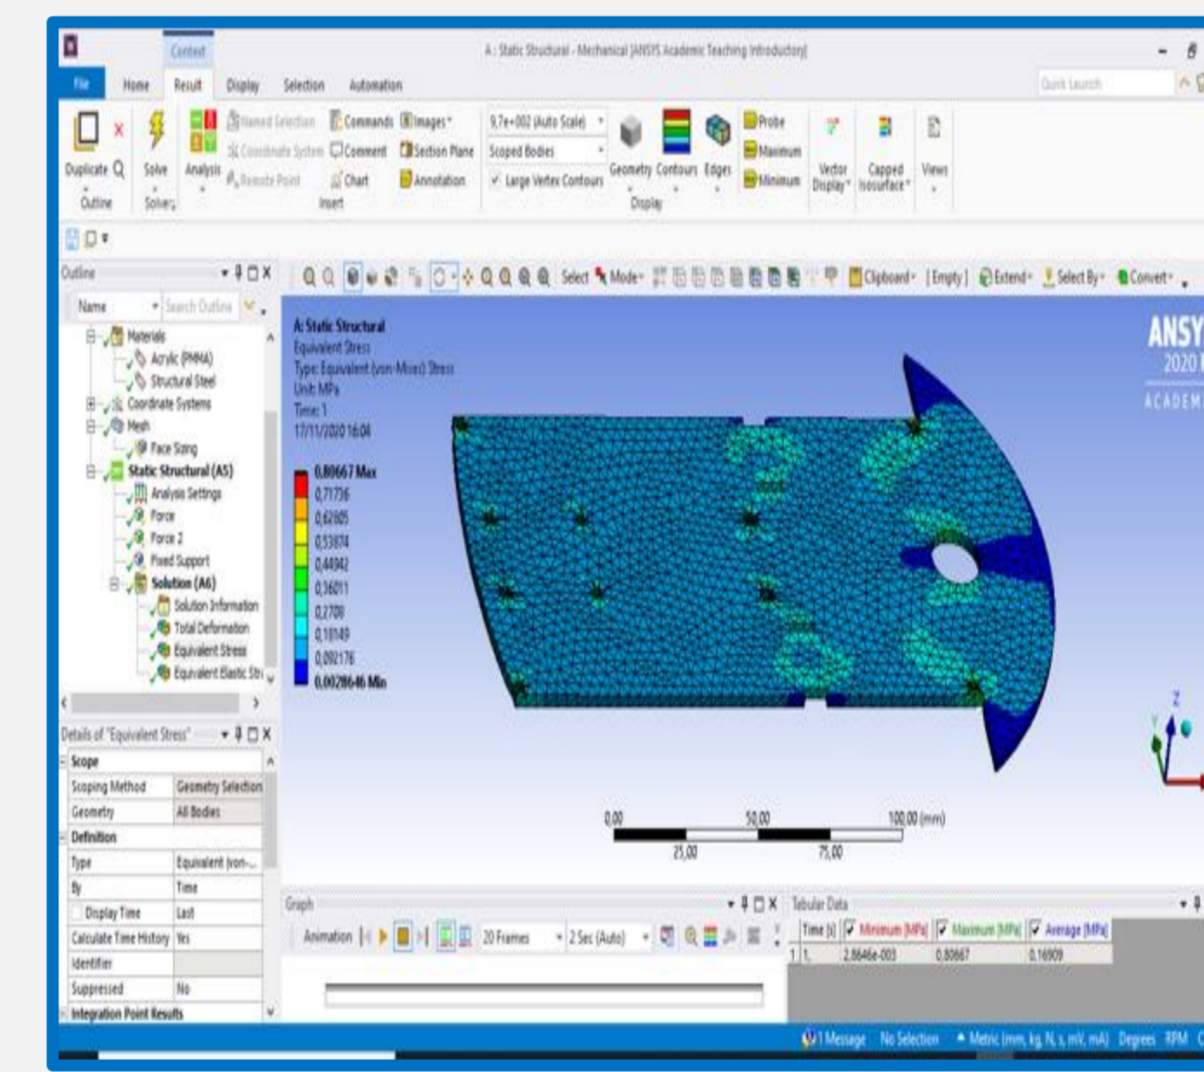 Context
A : Static Structural - Mechanical [ANSYS Academic Teaching Introductory]
File Home Result Display Selection Automation
Quick Launch
Duplicate Q
Outline
Solve
Solver
Analysis
Named Selection
Coordinate System
Remote Point
Commands
Comment
Chart
Images
Section Plane
Annotation
Insert
9,7e+002 (Auto Scale)
Scoped Bodies
Large Vertex Contours
Geometry Contours Edges
Display
Probe
Maximum
Minimum
Vector
Display
Capped
Isosurface
Views
Outline
Name Search Outline
Select Mode Clipboard [Empty] Extend Select By Convert
Materials
Acrylic (PMMA)
Structural Steel
Coordinate Systems
Mesh
Face Sizing
Static Structural (A5)
Analysis Settings
Force
Force 2
Fixed Support
Solution (A6)
Solution Information
Total Deformation
Equivalent Stress
Equivalent Elastic Str
A: Static Structural
Equivalent Stress
Type: Equivalent (von-Mises) Stress
Unit: MPa
Time: 1
17/11/2020 16:04
0,80667 Max
0,71736
0,62805
0,53874
0,44942
0,36011
0,2708
0,18149
0,092176
0,0028646 Min
ANSY
2020
ACADEM
Z
Y
0,00 50,00 100,00 (mm)
25,00 75,00
Details of "Equivalent Stress"
Scope
Scoping Method Geometry Selection
Geometry All Bodies
Definition
Type Equivalent (von-...
By Time
Display Time Last
Calculate Time History Yes
Identifier
Suppressed No
Integration Point Results
Graph
Animation 20 Frames 2 Sec (Auto)
Tabular Data
Time [s] Minimum [MPa] Maximum [MPa] Average [MPa]
1 1, 2,8646e-003 0,80667 0,16909
1 Message No Selection Metric (mm, kg, N, s, mV, mA) Degrees RPM C